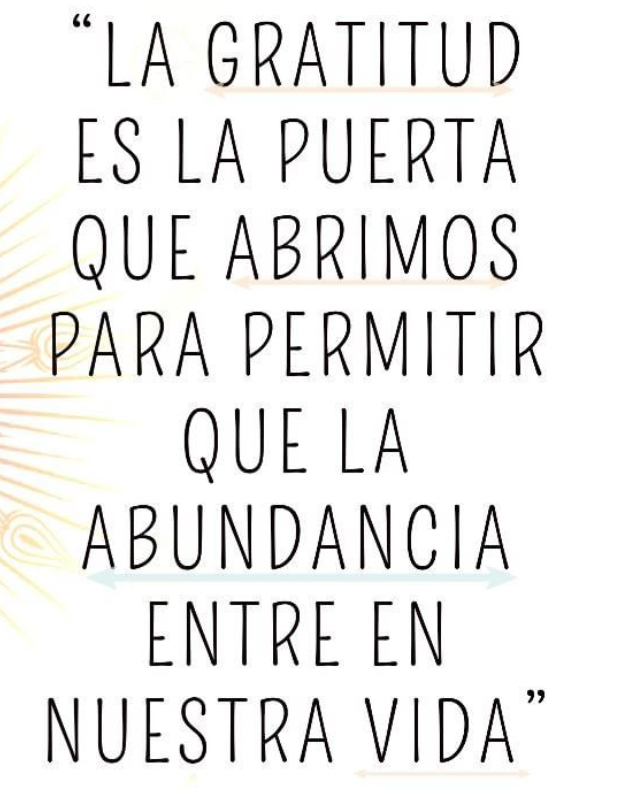 “LA GRATITUD
ES LA PUERTA
QUE ABRIMOS
PARA PERMITIR
QUE LA
ABUNDANCIA
ENTRE EN
NUESTRA VIDA”